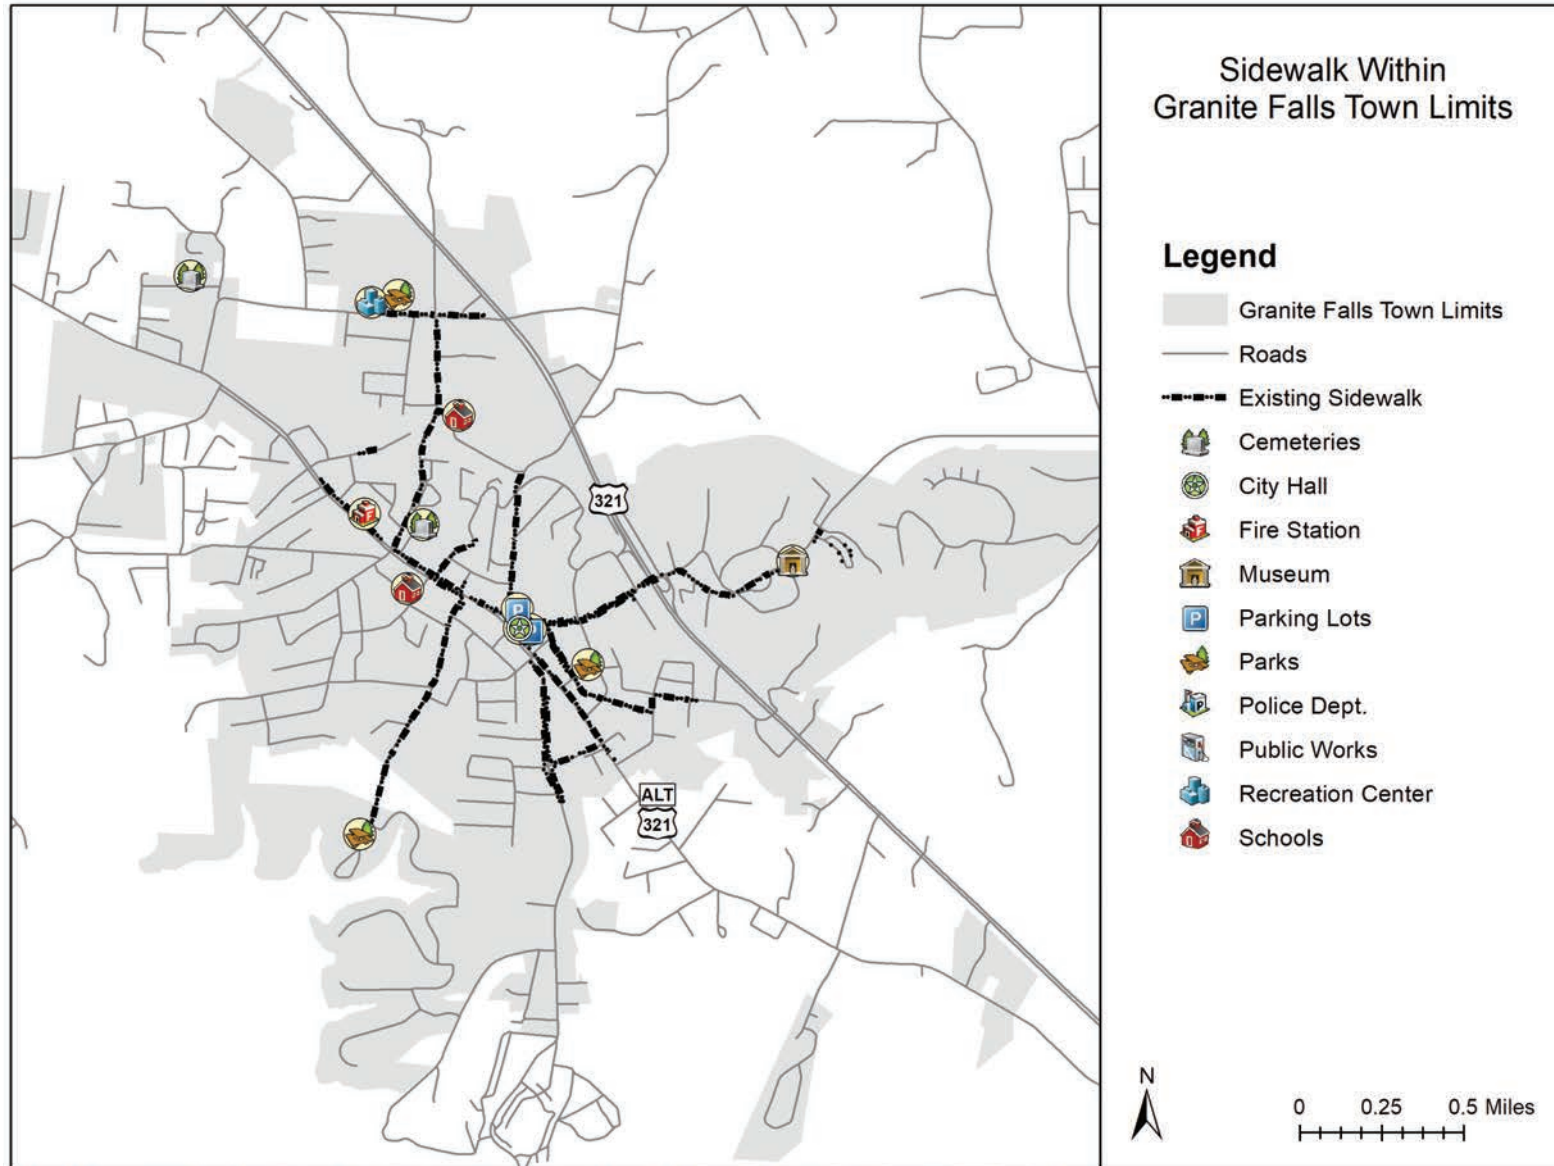 Sidewalk Within
Granite Falls Town Limits
Legend
Granite Falls Town Limits
Roads
Existing Sidewalk
Cemeteries
City Hall
Fire Station
Museum
Parking Lots
Parks
Police Dept.
Public Works
Recreation Center
Schools
321
ALT
321
N
0 0.25 0.5 Miles